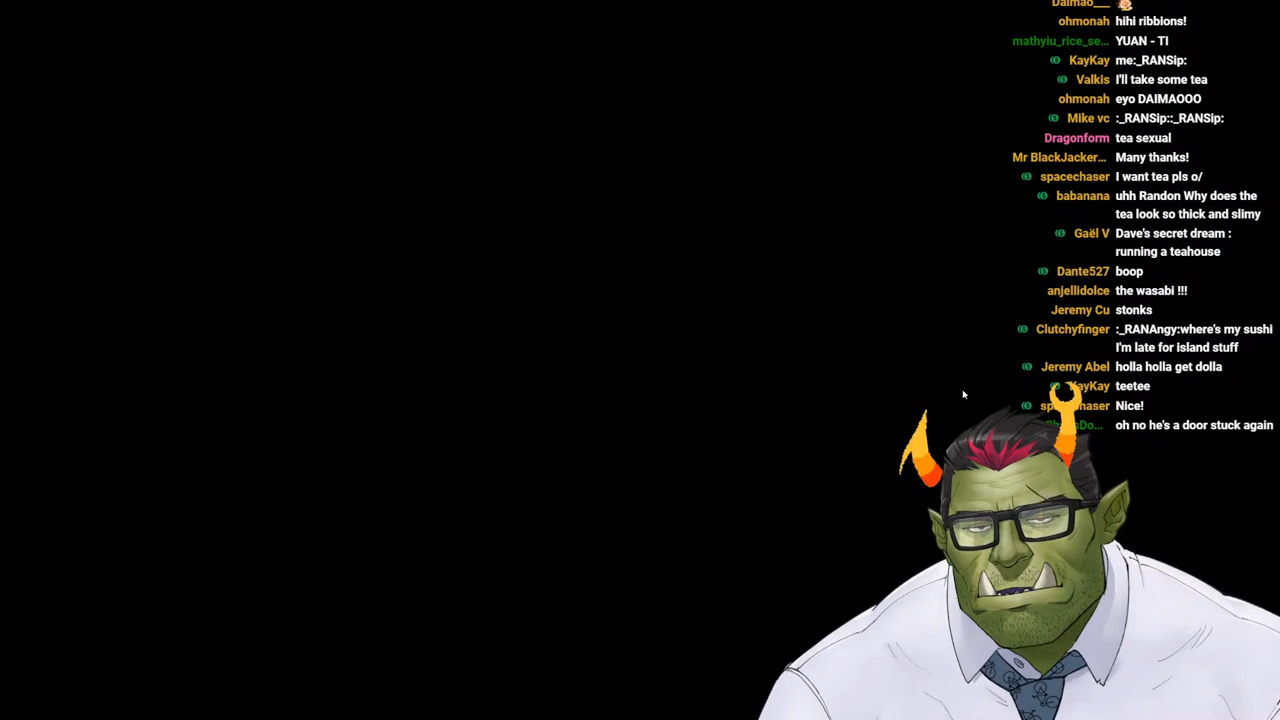 Daimao___
ohmonah hihi ribbions!
mathyiu_rice_se… YUAN - TI
KayKay me:_RANSip:
Valkis I'll take some tea
ohmonah eyo DAIMAOOO
Mike vc :_RANSip::_RANSip:
Dragonform tea sexual
Mr BlackJacker… Many thanks!
spacechaser I want tea pls o/
babanana uhh Randon Why does the
tea look so thick and slimy
Gaël V Dave's secret dream :
running a teahouse
Dante527 boop
anjellidolce the wasabi !!!
Jeremy Cu stonks
Clutchyfinger :_RANAngy:where's my sushi
I'm late for island stuff
Jeremy Abel holla holla get dolla
KayKay teetee
spacechaser Nice!
oh no he's a door stuck again